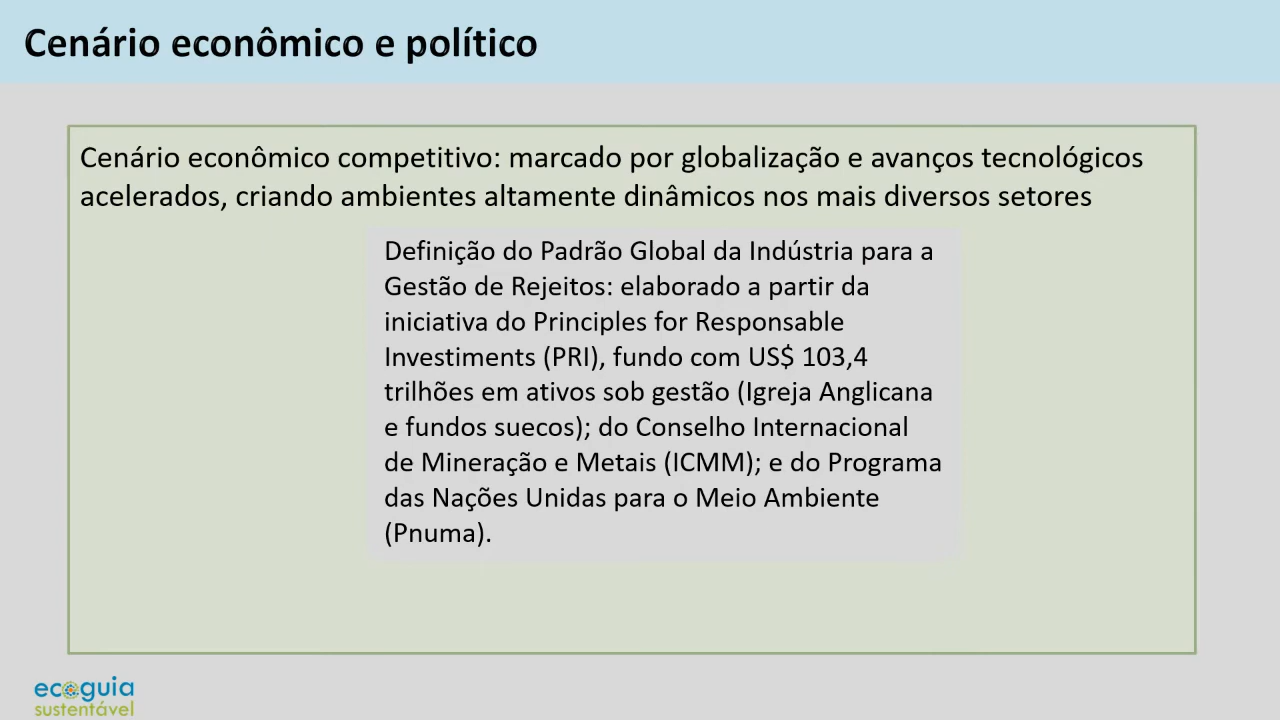 Cenário econômico e político
Cenário econômico competitivo: marcado por globalização e avanços tecnológicos
acelerados, criando ambientes altamente dinâmicos nos mais diversos setores
Definição do Padrão Global da Indústria para a
Gestão de Rejeitos: elaborado a partir da
iniciativa do Principles for Responsable
Investiments (PRI), fundo com US$ 103,4
trilhões em ativos sob gestão (Igreja Anglicana
e fundos suecos); do Conselho Internacional
de Mineração e Metais (ICMM); e do Programa
das Nações Unidas para o Meio Ambiente
(Pnuma).
ecoguia
sustentável